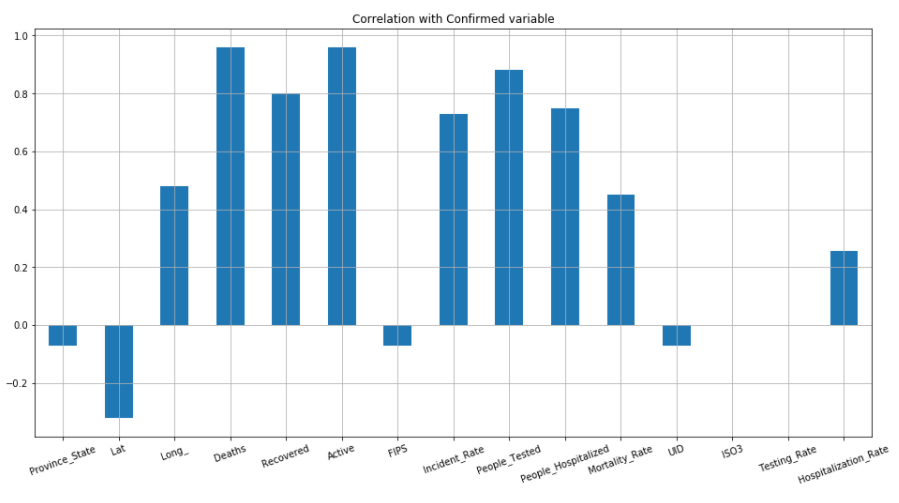 Correlation with Confirmed variable
1.0
0.8
0.6
0.4
0.2
0.0
−0.2
Province_State
Lat
Long_
Deaths
Recovered
Active
FIPS
Incident_Rate
People_Tested
People_Hospitalized
Mortality_Rate
UID
ISO3
Testing_Rate
Hospitalization_Rate